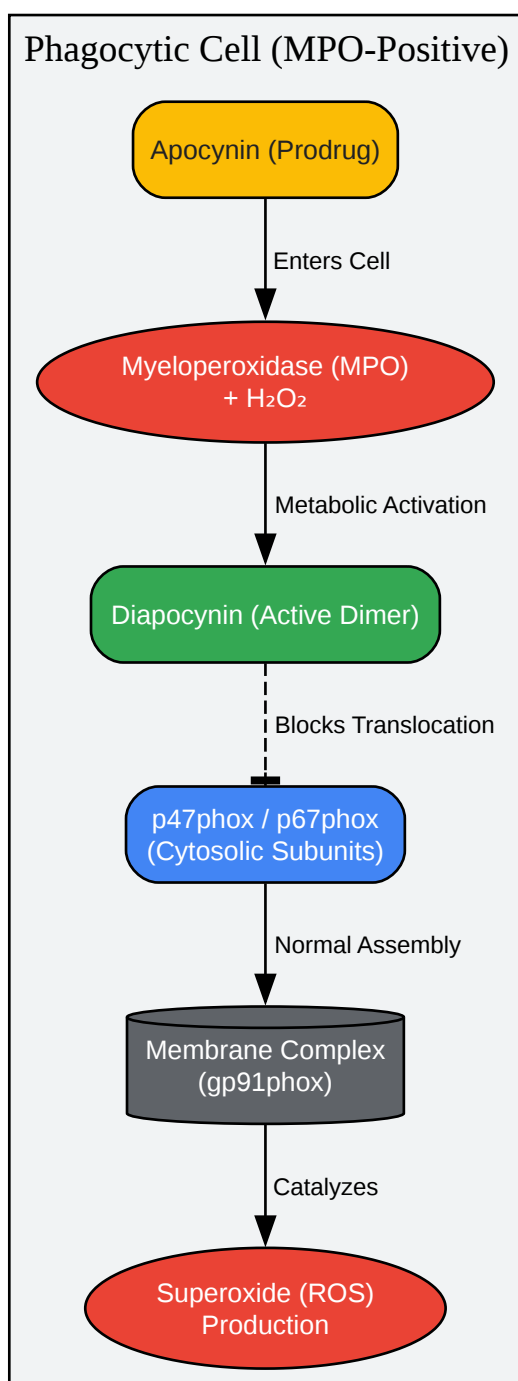 Phagocytic Cell (MPO-Positive)
Apocynin (Prodrug)
Enters Cell
Myeloperoxidase (MPO)
+ H₂O₂
Metabolic Activation
Diapocynin (Active Dimer)
Blocks Translocation
p47phox / p67phox
(Cytosolic Subunits)
Normal Assembly
Membrane Complex
(gp91phox)
Catalyzes
Superoxide (ROS)
Production